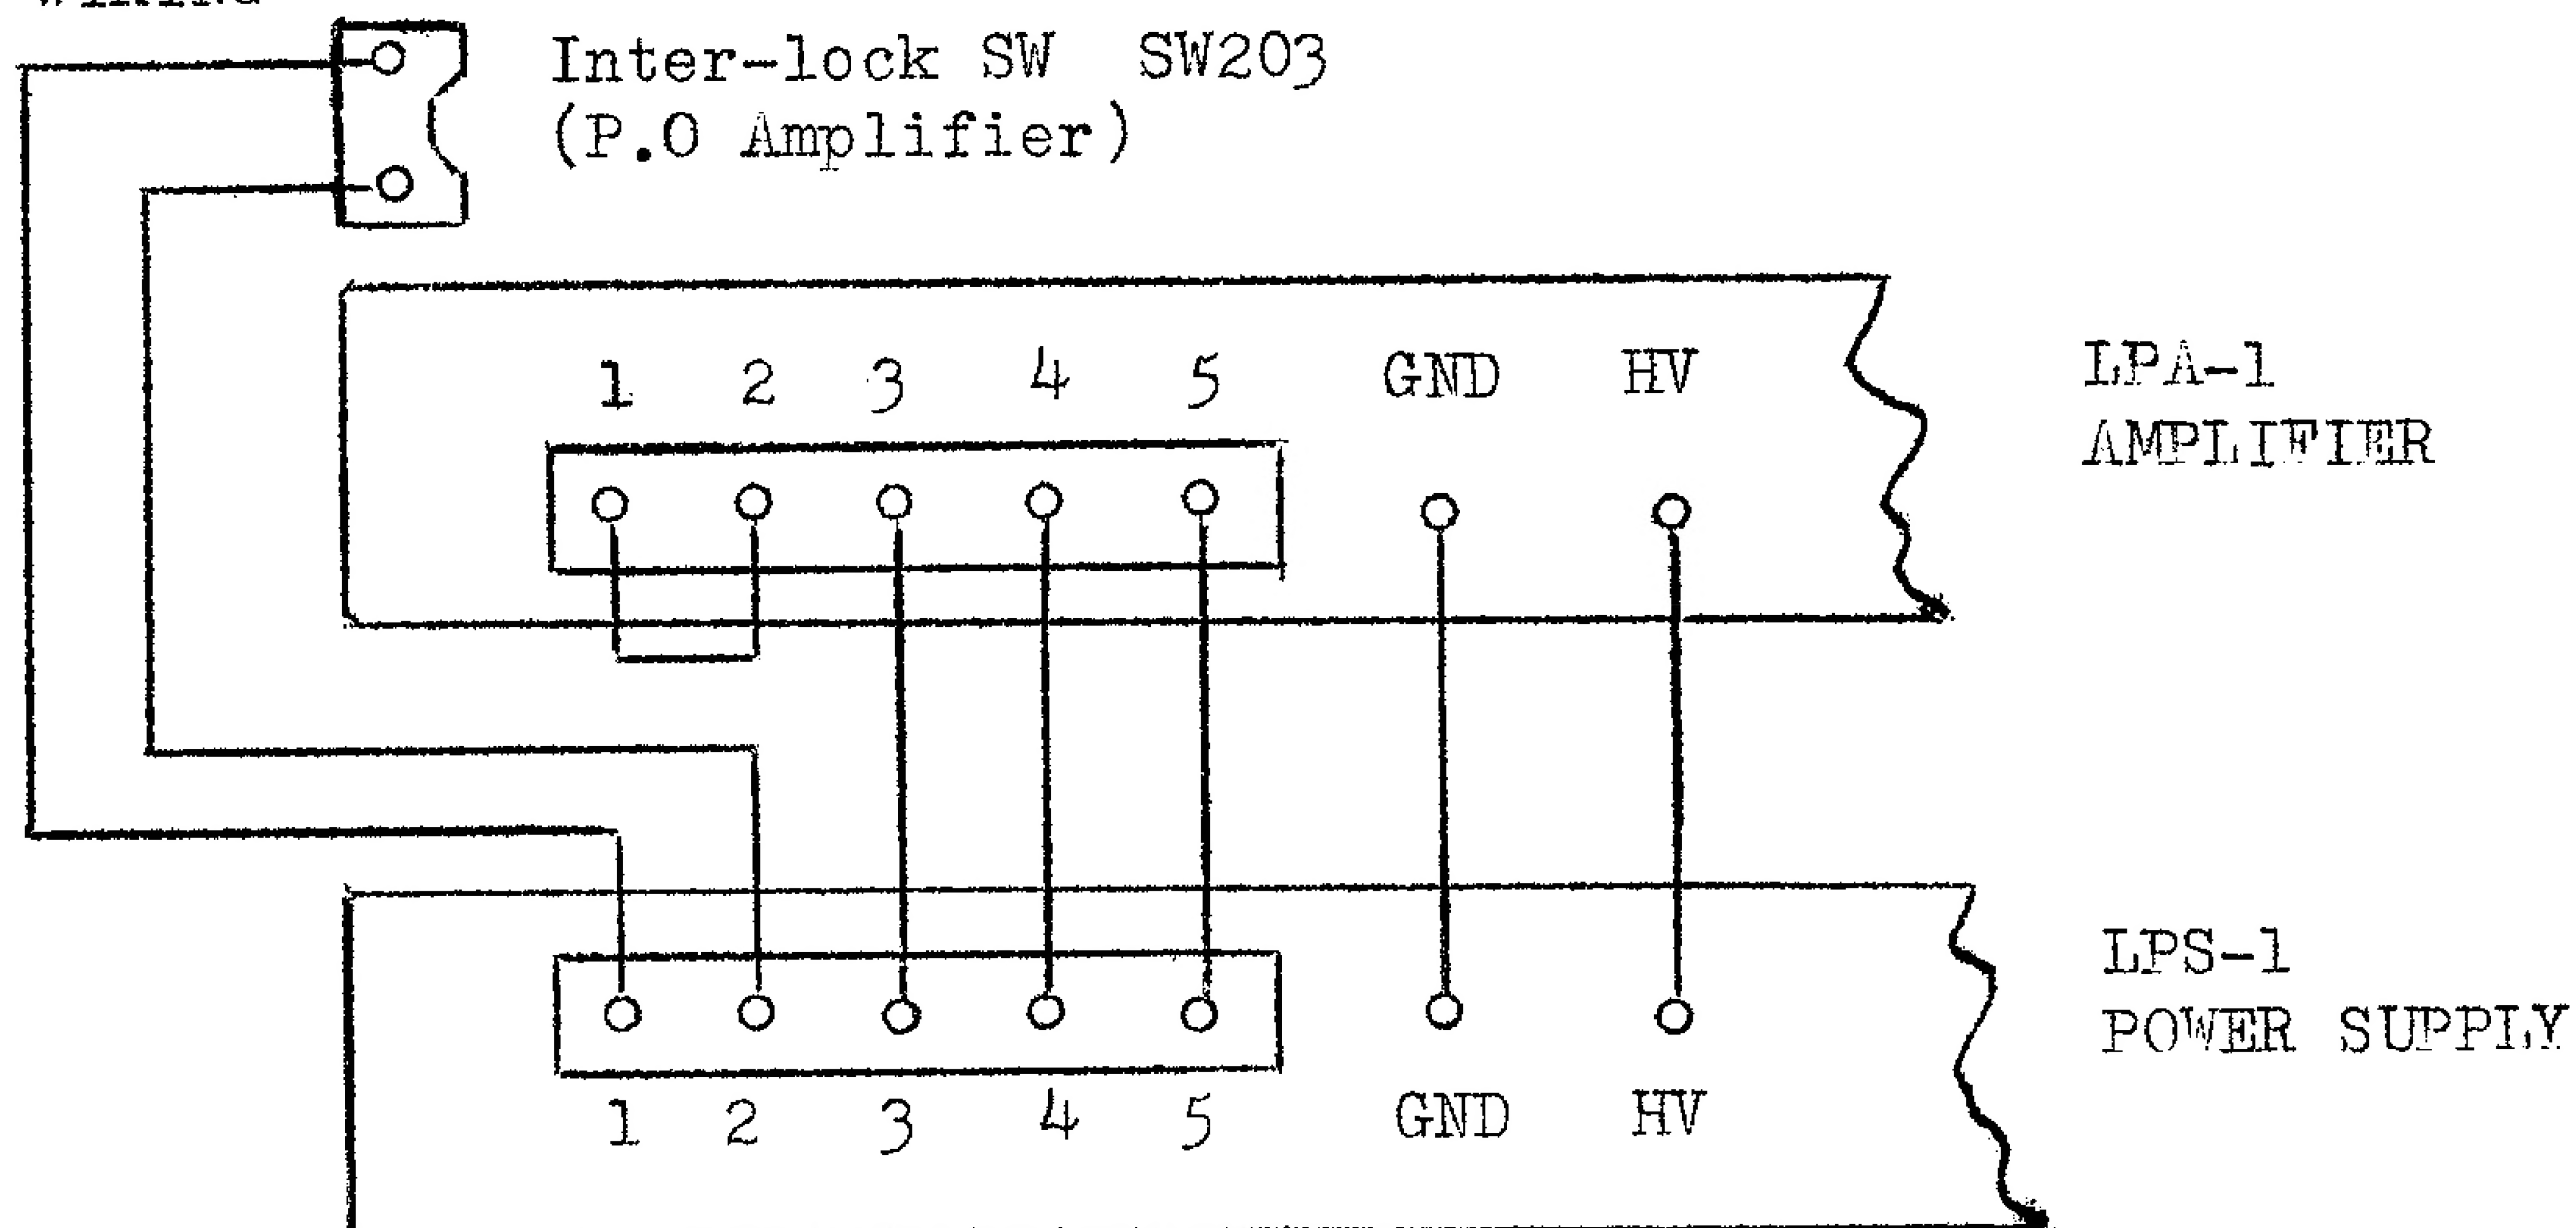 Inter-lock SW SW203
(P.O Amplifier)
1 2 3 4 5 GND HV
LPA-1
AMPLIFIER
LPS-1
POWER SUPPLY
1 2 3 4 5 GND HV